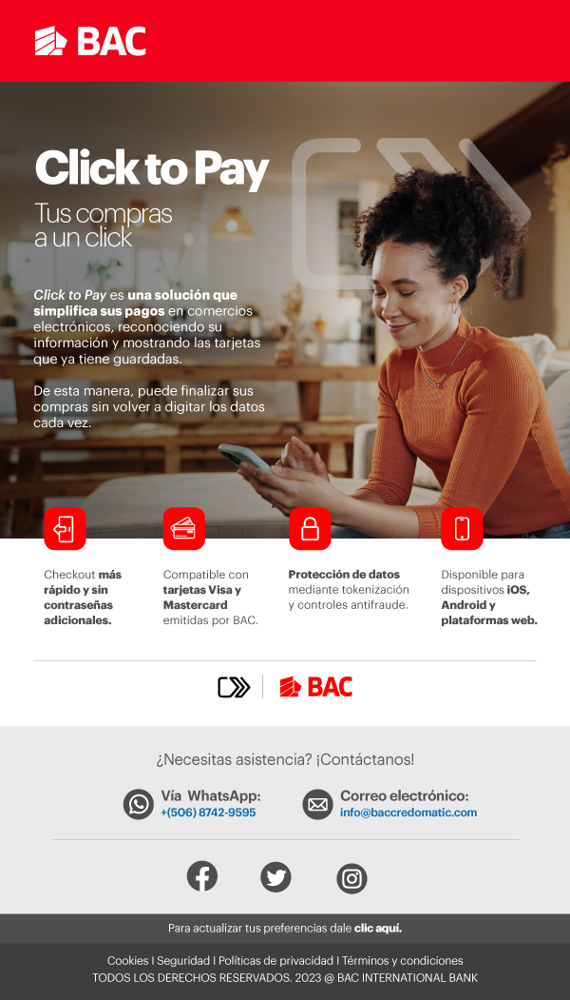 BAC
Click to Pay
Tus compras
a un click
Click to Pay es una solución que
simplifica sus pagos en comercios
electrónicos, reconociendo su
información y mostrando las tarjetas
que ya tiene guardadas.
De esta manera, puede finalizar sus
compras sin volver a digitar los datos
cada vez.
Checkout más
rápido y sin
contraseñas
adicionales.
Compatible con
tarjetas Visa y
Mastercard
emitidas por BAC.
Protección de datos
mediante tokenización
y controles antifraude.
Disponible para
dispositivos iOS,
Android y
plataformas web.
BAC
¿Necesitas asistencia? ¡Contáctanos!
Vía WhatsApp:
+(506) 8742-9595
Correo electrónico:
info@baccredomatic.com
Para actualizar tus preferencias dale clic aquí.
Cookies I Seguridad I Políticas de privacidad I Términos y condiciones
TODOS LOS DERECHOS RESERVADOS. 2023 @ BAC INTERNATIONAL BANK